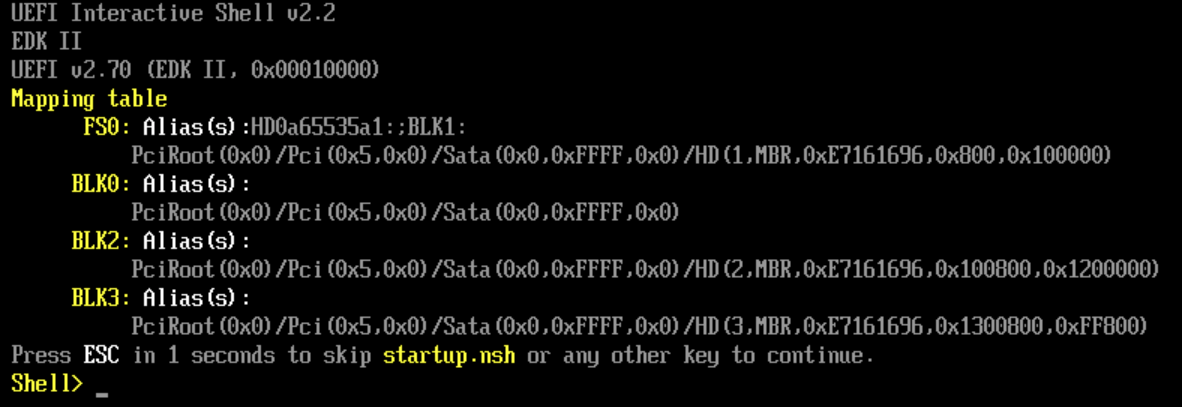 UEFI Interactive Shell v2.2
EDK II
UEFI v2.70 (EDK II, 0x00010000)
Mapping table
FS0: Alias(s):HD0a65535a1:;BLK1:
PciRoot(0x0)/Pci(0x5,0x0)/Sata(0x0,0xFFFF,0x0)/HD(1,MBR,0xE7161696,0x800,0x100000)
BLK0: Alias(s):
PciRoot(0x0)/Pci(0x5,0x0)/Sata(0x0,0xFFFF,0x0)
BLK2: Alias(s):
PciRoot(0x0)/Pci(0x5,0x0)/Sata(0x0,0xFFFF,0x0)/HD(2,MBR,0xE7161696,0x100800,0x1200000)
BLK3: Alias(s):
PciRoot(0x0)/Pci(0x5,0x0)/Sata(0x0,0xFFFF,0x0)/HD(3,MBR,0xE7161696,0x1300800,0xFF800)
Press ESC in 1 seconds to skip startup.nsh or any other key to continue.
Shell> _